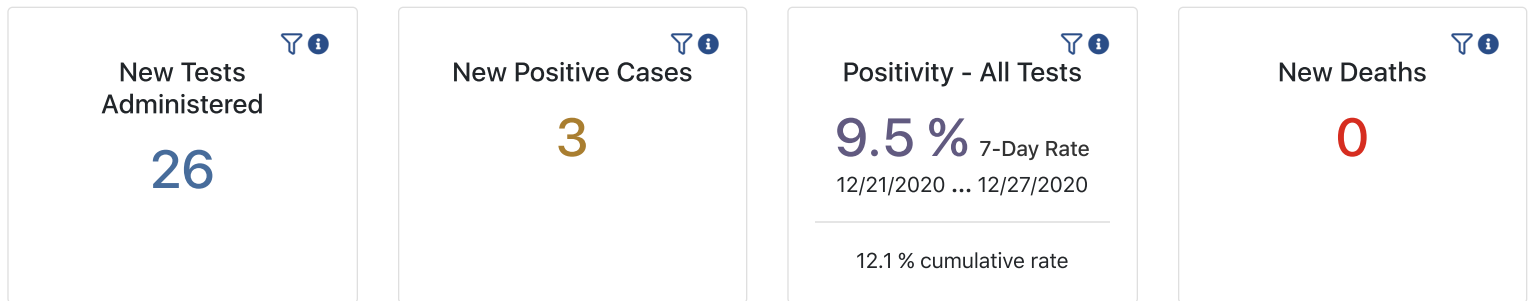 New Tests
Administered
26
New Positive Cases
3
Positivity - All Tests
9.5 % 7-Day Rate
12/21/2020 ... 12/27/2020
12.1 % cumulative rate
New Deaths
0